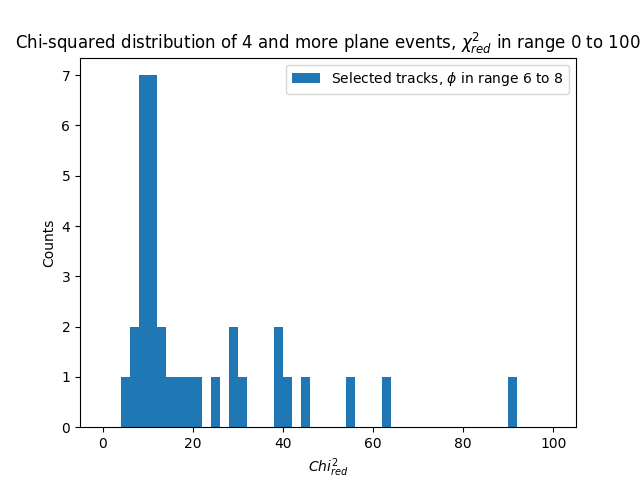 Chi-squared distribution of 4 and more plane events, χ²red in range 0 to 100
Selected tracks, ϕ in range 6 to 8
7
6
5
4
3
2
1
0
Counts
0 20 40 60 80 100
Chi²red